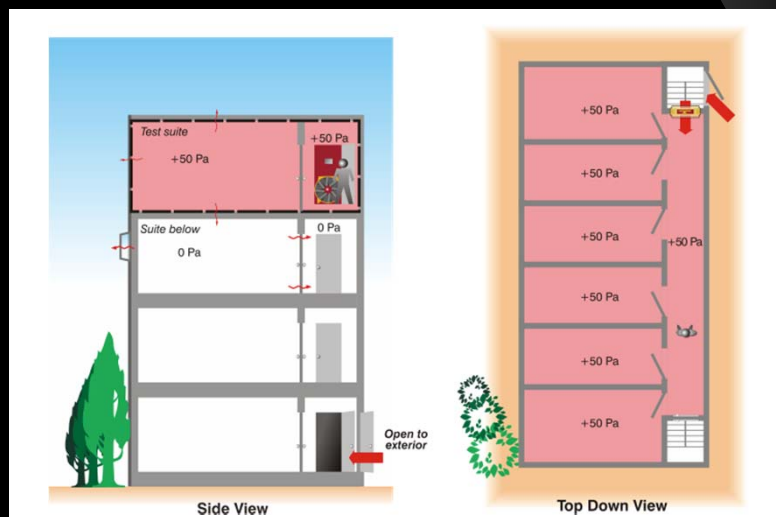 Test suite
+50 Pa
+50 Pa
Suite below
0 Pa
0 Pa
Open to
exterior
Side View
+50 Pa
+50 Pa
+50 Pa
+50 Pa
+50 Pa
+50 Pa
+50 Pa
Top Down View